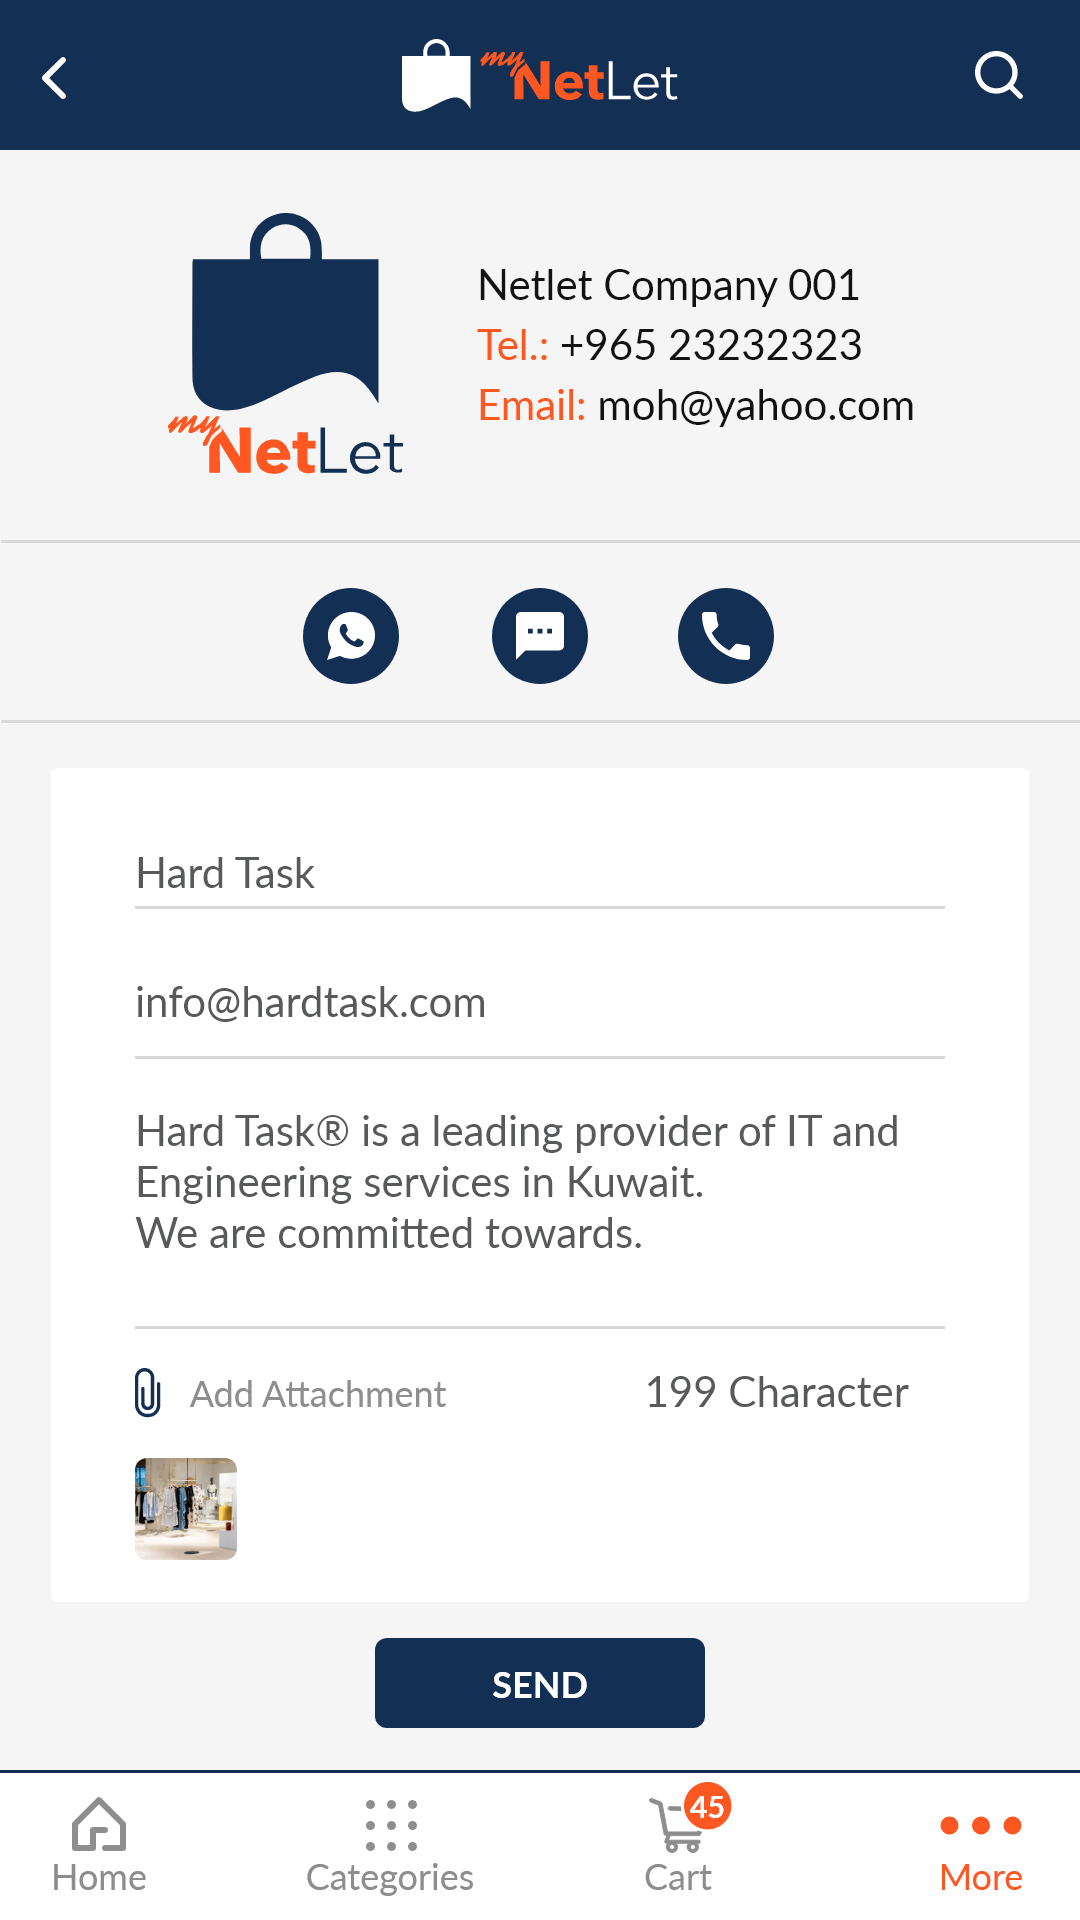 my NetLet
Netlet Company 001
Tel.: +965 23232323
Email: moh@yahoo.com
my NetLet
Hard Task
info@hardtask.com
Hard Task® is a leading provider of IT and
Engineering services in Kuwait.
We are committed towards.
Add Attachment 199 Character
SEND
45
Home Categories Cart More